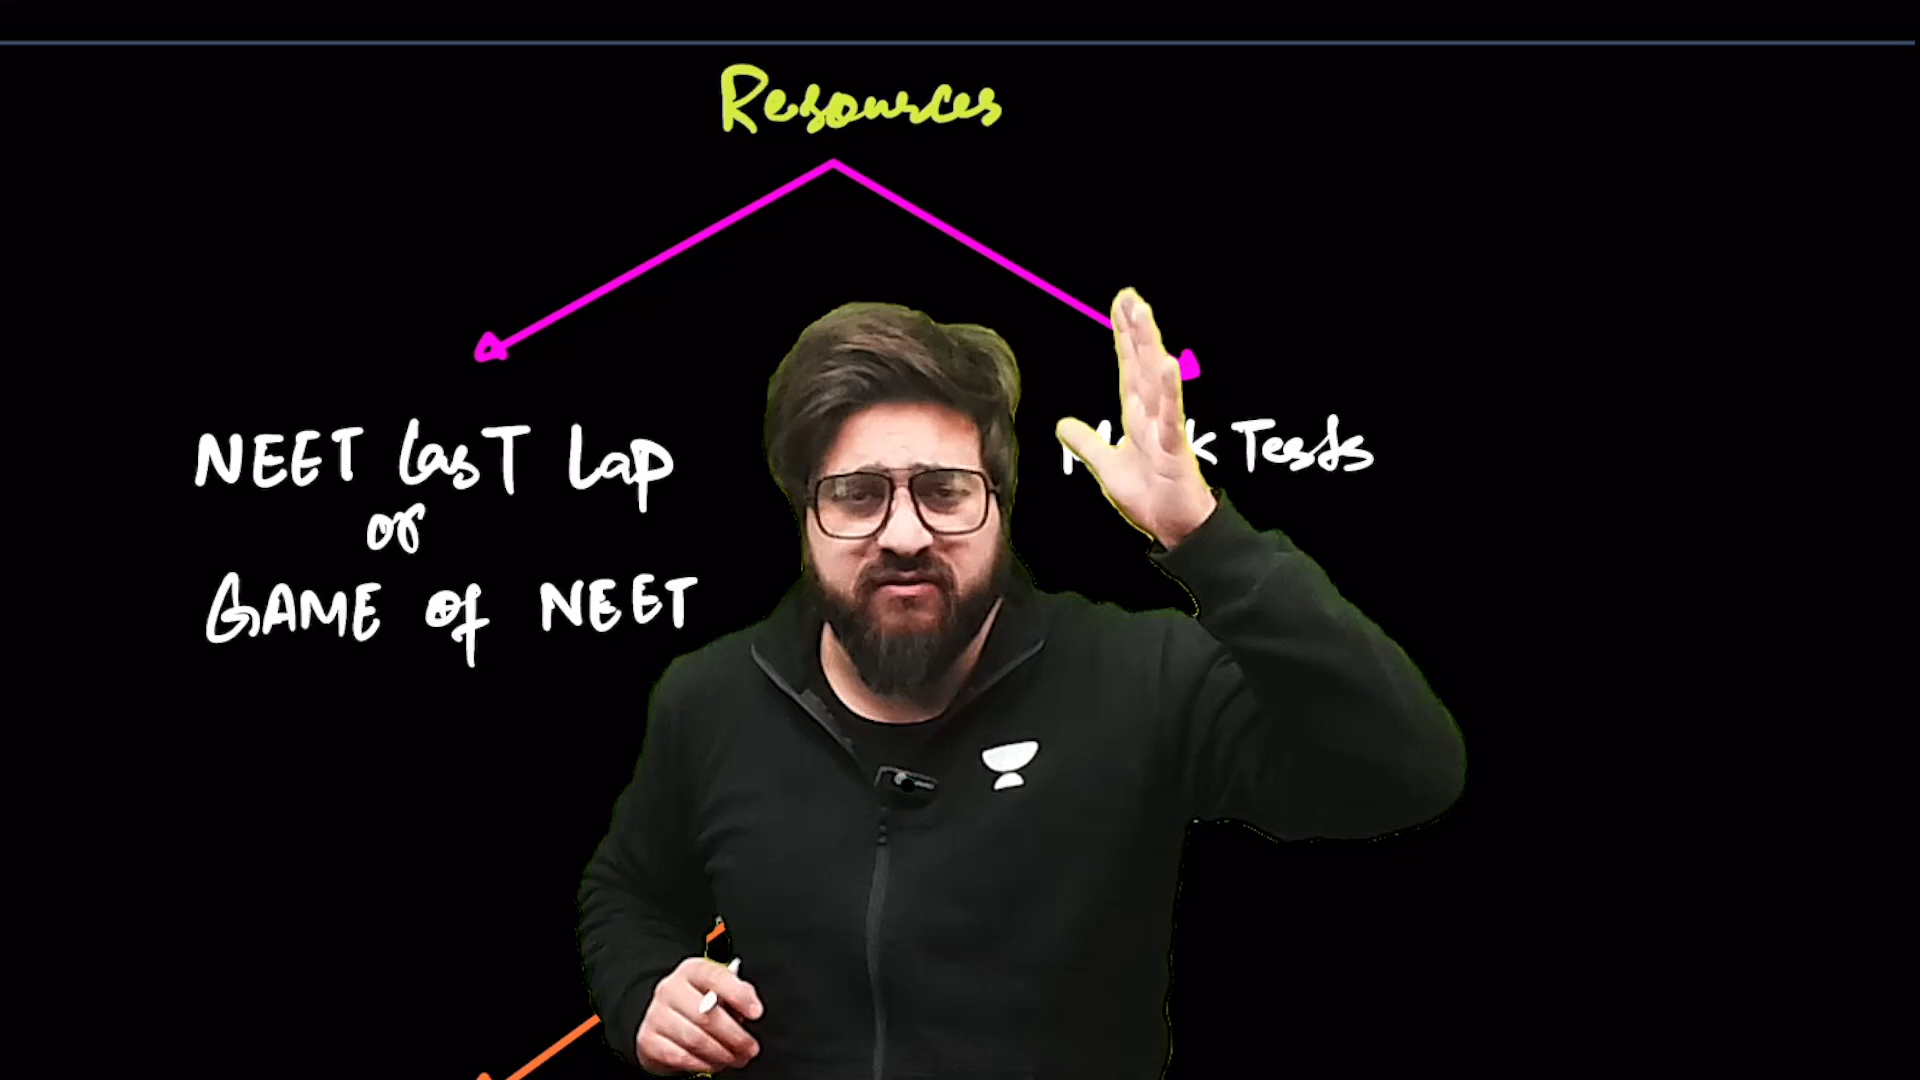 Resources
NEET Last Lap
or
GAME of NEET
Tests